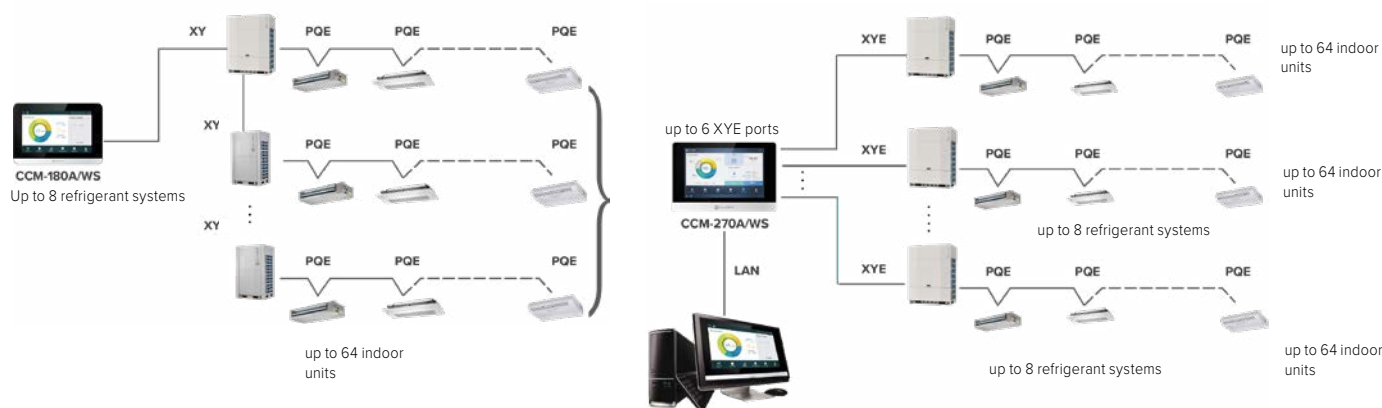 XY
PQE
PQE
PQE
XY
PQE
PQE
PQE
CCM-180A/WS
Up to 8 refrigerant systems
XY
PQE
PQE
PQE
up to 64 indoor
units
XYE
PQE
PQE
PQE
up to 64 indoor
units
up to 6 XYE ports
XYE
PQE
PQE
PQE
up to 64 indoor
units
CCM-270A/WS
up to 8 refrigerant systems
LAN
XYE
PQE
PQE
PQE
up to 64 indoor
units
up to 8 refrigerant systems